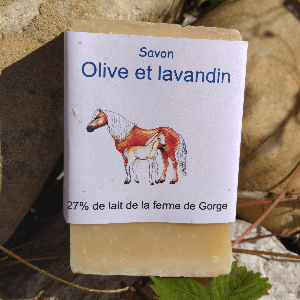 Savon
Olive et lavandin
27% de lait de la ferme de Gorge